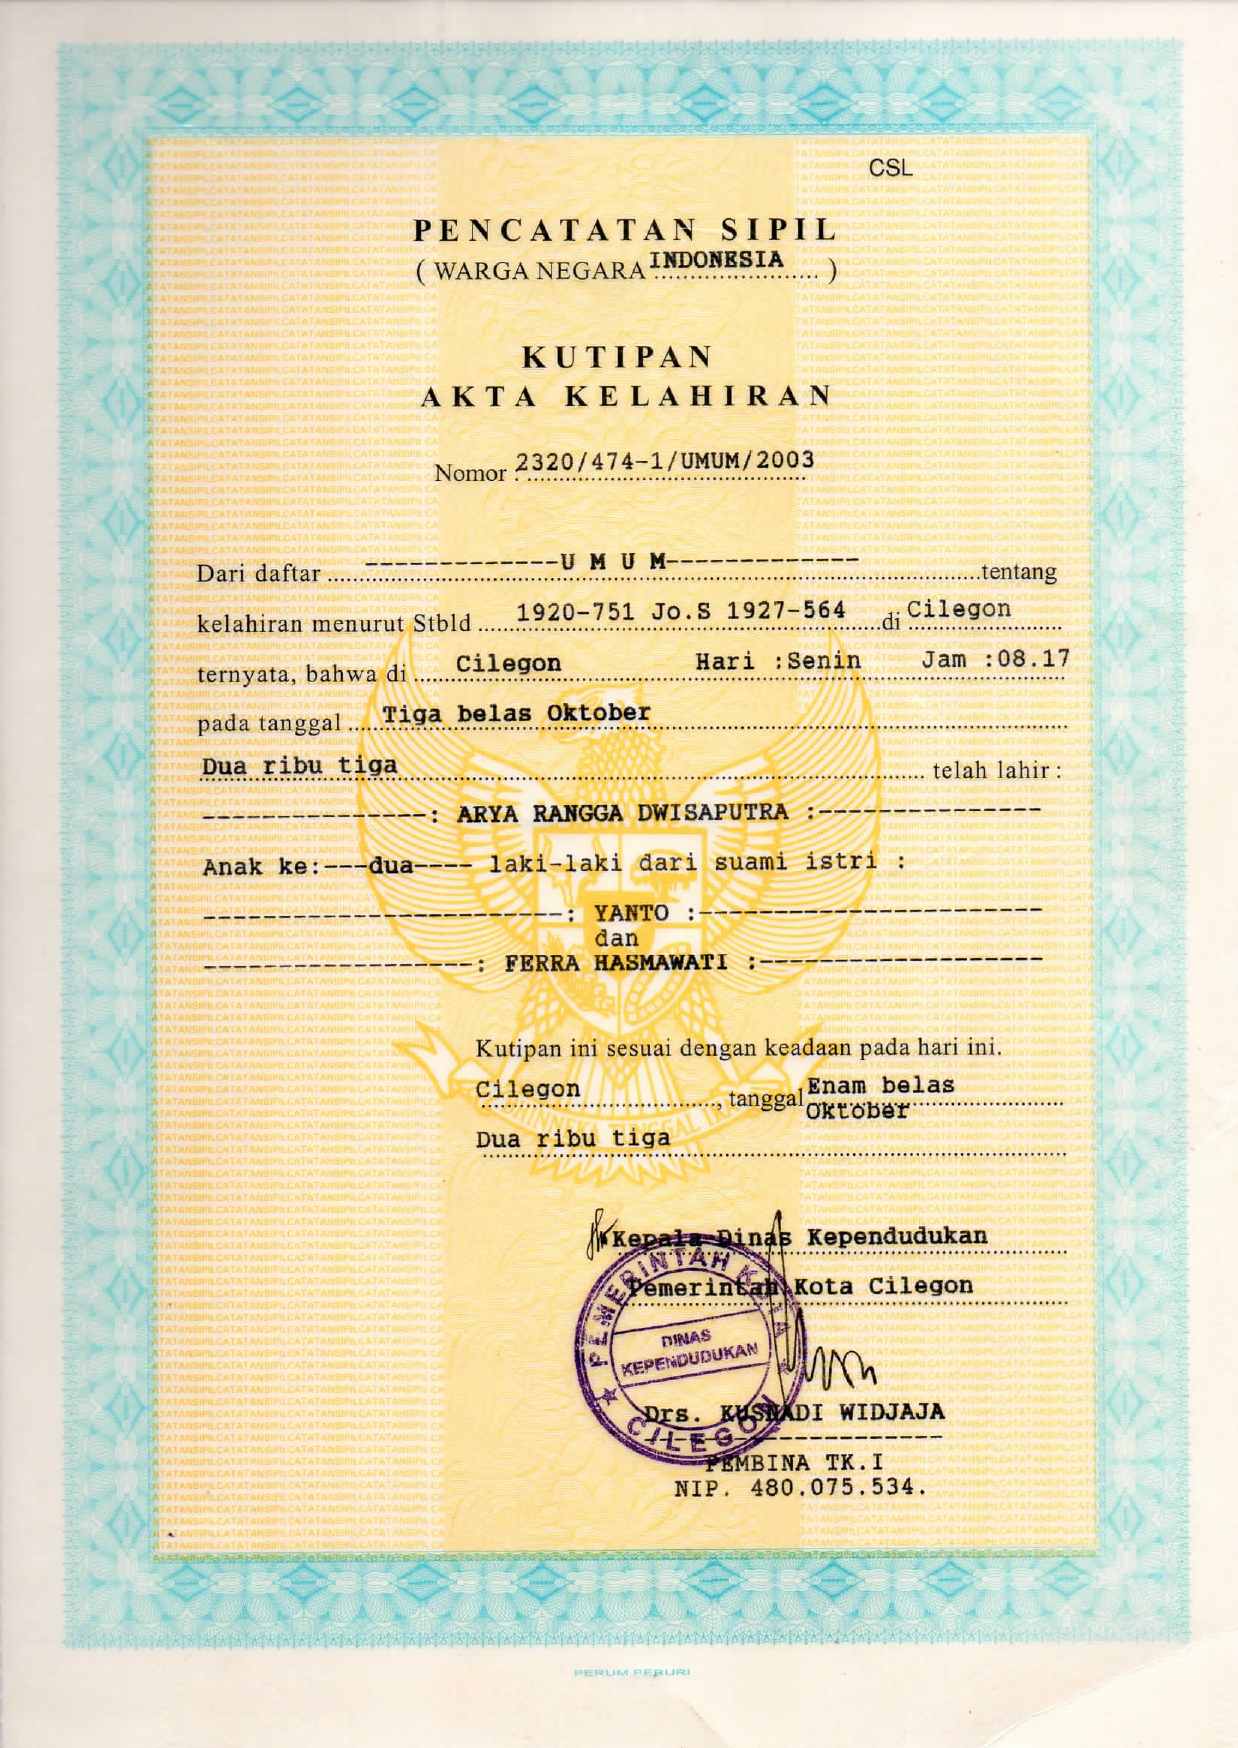 CSL
PENCATATAN SIPIL
( WARGA NEGARA INDONESIA )
KUTIPAN
AKTA KELAHIRAN
Nomor : 2320/474-1/UMUM/2003
Dari daftar -------------U M U M------------- tentang
kelahiran menurut Stbld 1920-751 Jo.S 1927-564 di Cilegon
ternyata, bahwa di Cilegon Hari :Senin Jam :08.17
pada tanggal Tiga belas Oktober
Dua ribu tiga telah lahir :
---------------: ARYA RANGGA DWISAPUTRA :---------------
Anak ke:---dua---- laki-laki dari suami istri :
------------------------: YANTO :-----------------------
dan
------------------: FERRA HASMAWATI :-------------------
Kutipan ini sesuai dengan keadaan pada hari ini.
Cilegon, tanggal Enam belas
Oktober
Dua ribu tiga
Kepala Dinas Kependudukan
Pemerintah Kota Cilegon
PEMERINTAH KOTA
DINAS
KEPENDUDUKAN
CILEGON
Drs. KUSNADI WIDJAJA
PEMBINA TK.I
NIP. 480.075.534.
PERUM PERURI